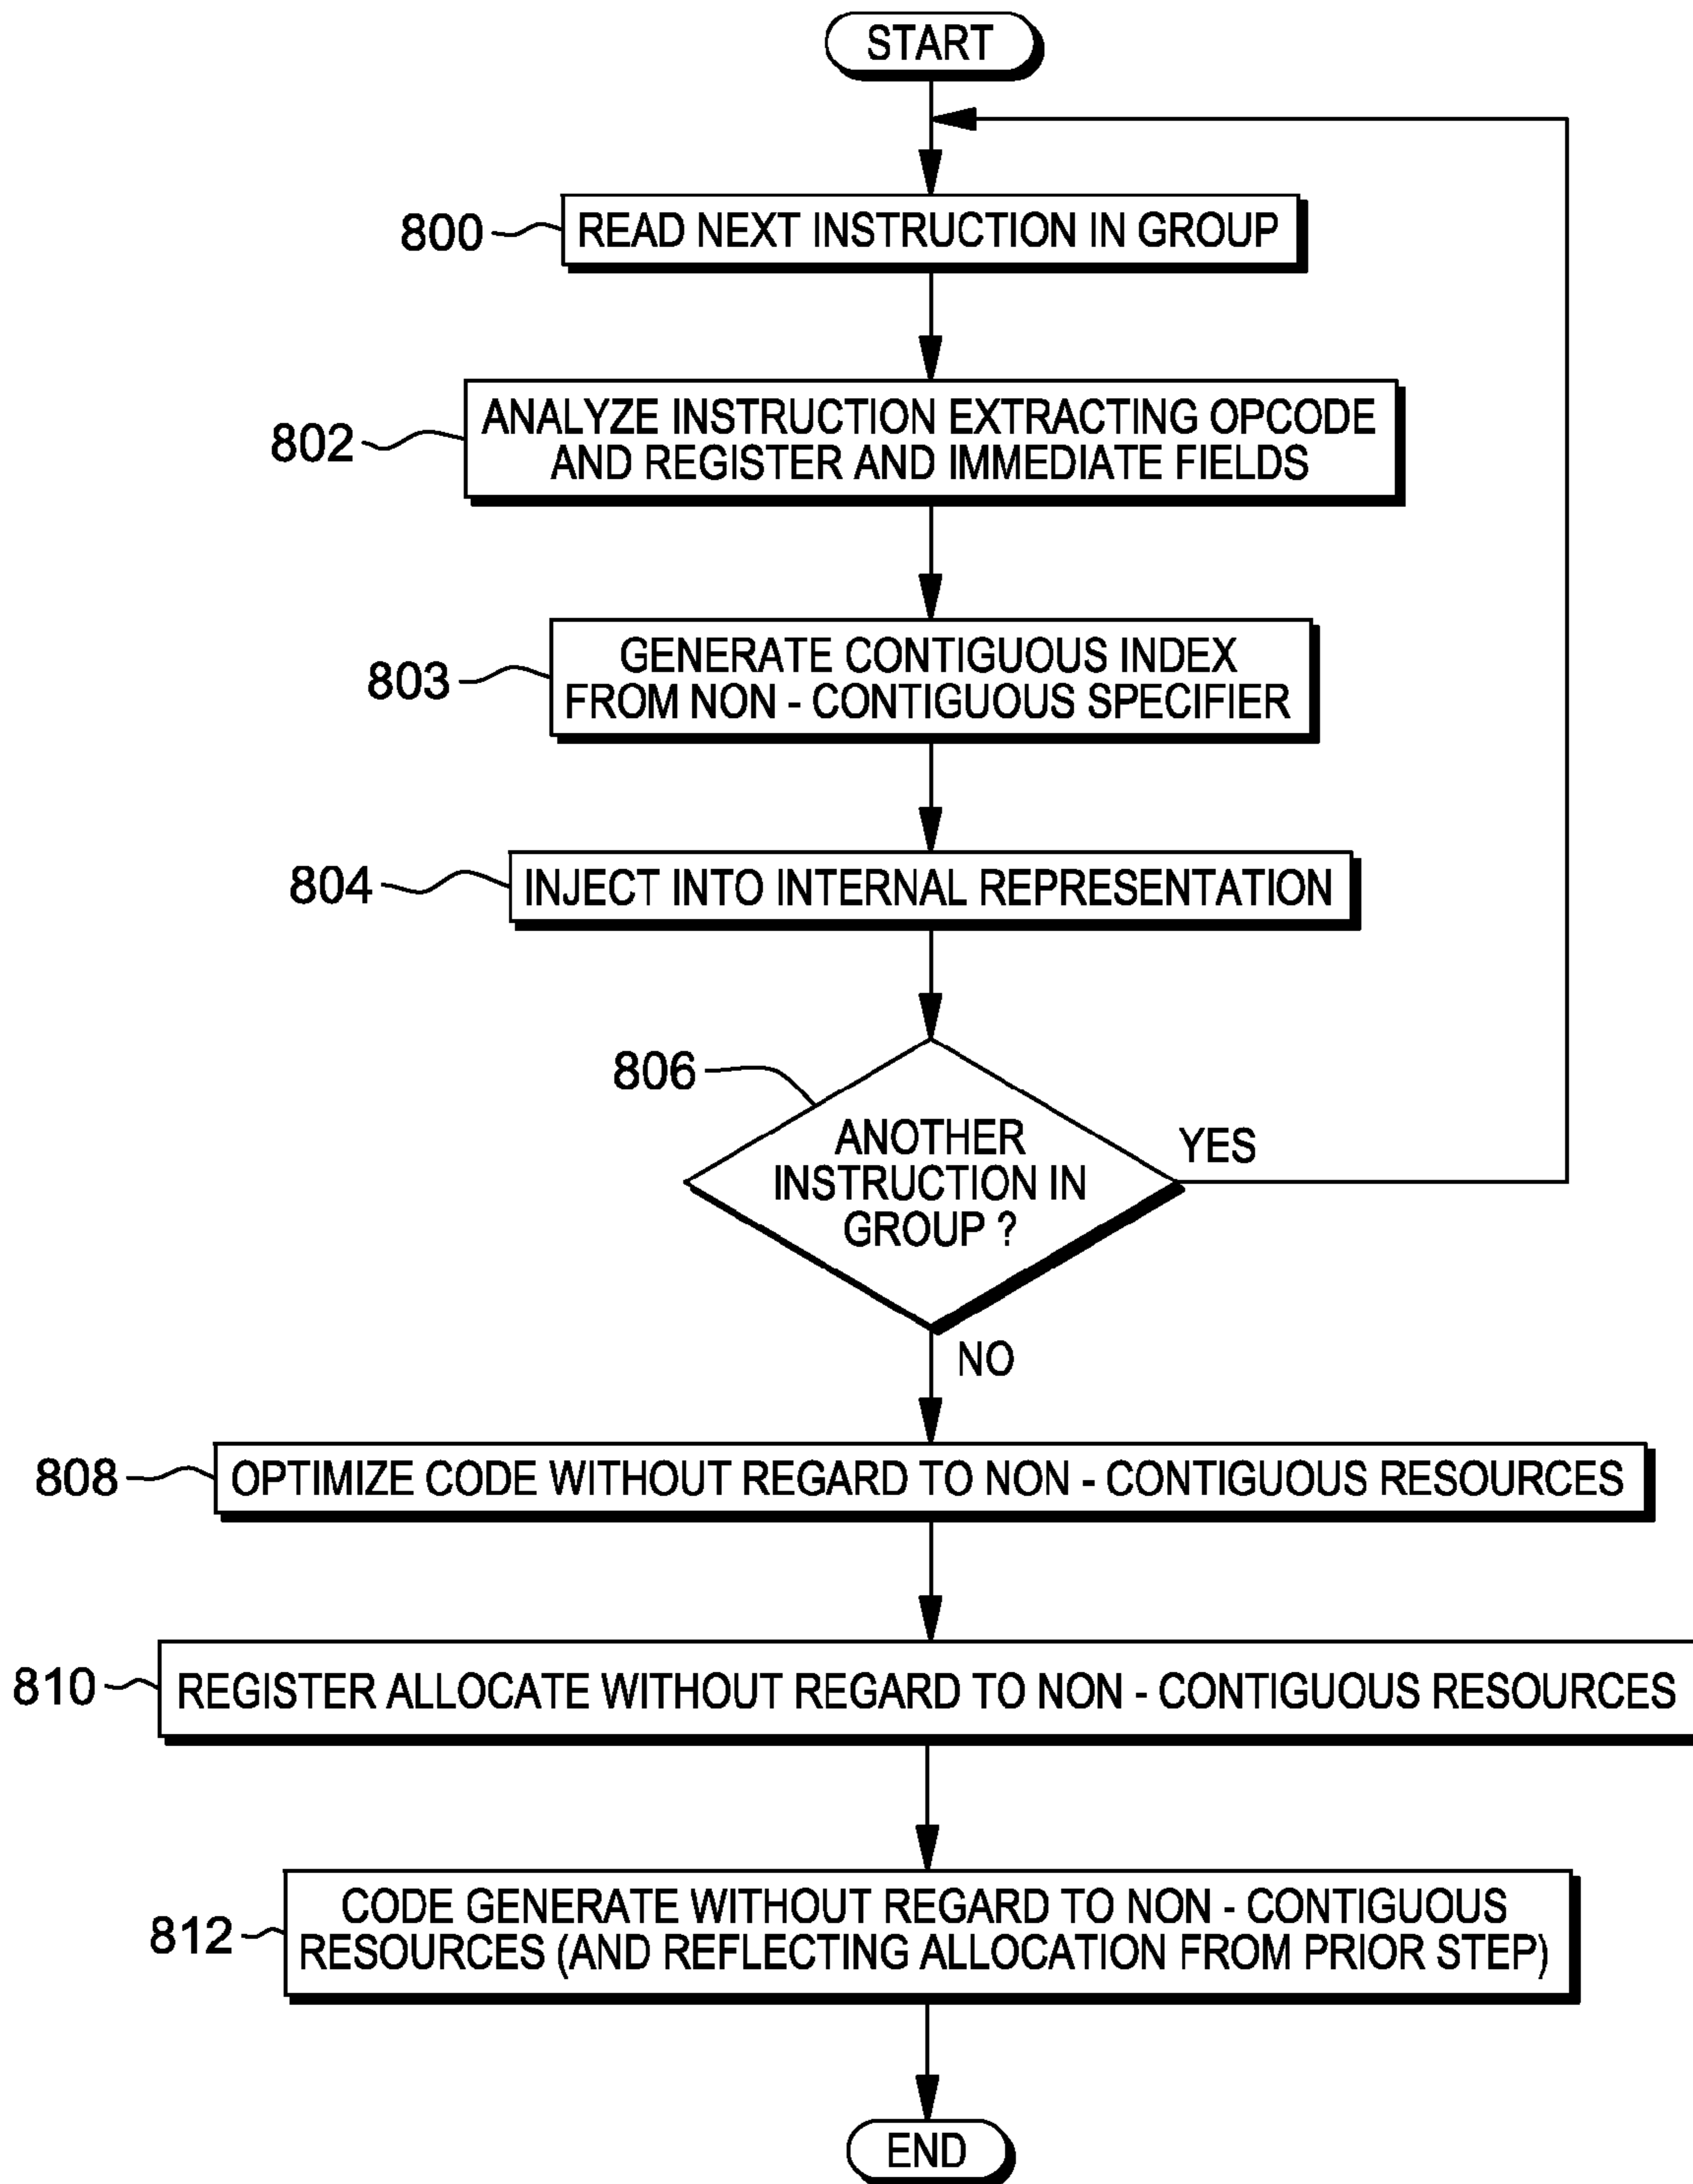 START
800
READ NEXT INSTRUCTION IN GROUP
802
ANALYZE INSTRUCTION EXTRACTING OPCODE
AND REGISTER AND IMMEDIATE FIELDS
803
GENERATE CONTIGUOUS INDEX
FROM NON - CONTIGUOUS SPECIFIER
804
INJECT INTO INTERNAL REPRESENTATION
806
ANOTHER
INSTRUCTION IN
GROUP ?
YES
NO
808
OPTIMIZE CODE WITHOUT REGARD TO NON - CONTIGUOUS RESOURCES
810
REGISTER ALLOCATE WITHOUT REGARD TO NON - CONTIGUOUS RESOURCES
812
CODE GENERATE WITHOUT REGARD TO NON - CONTIGUOUS
RESOURCES (AND REFLECTING ALLOCATION FROM PRIOR STEP)
END